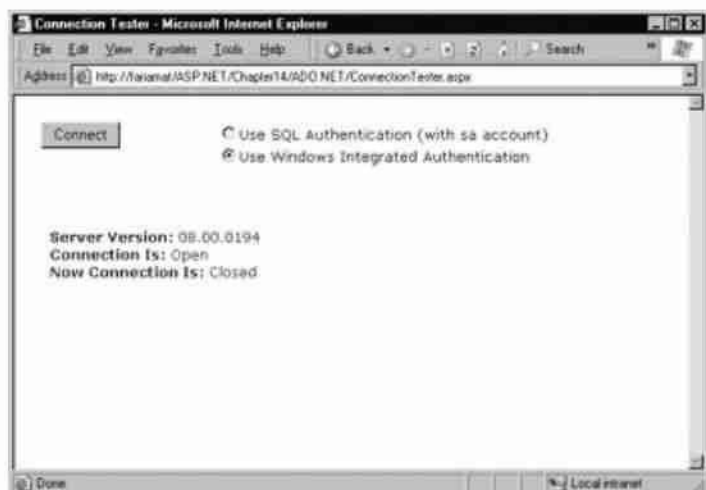 Connection Tester - Microsoft Internet Explorer
File Edit View Favorites Tools Help Back Search
Address http://fariamat/ASP.NET/Chapter14/ADO.NET/ConnectionTester.aspx
Connect
Use SQL Authentication (with sa account)
Use Windows Integrated Authentication
Server Version: 08.00.0194
Connection Is: Open
Now Connection Is: Closed
Done Local intranet